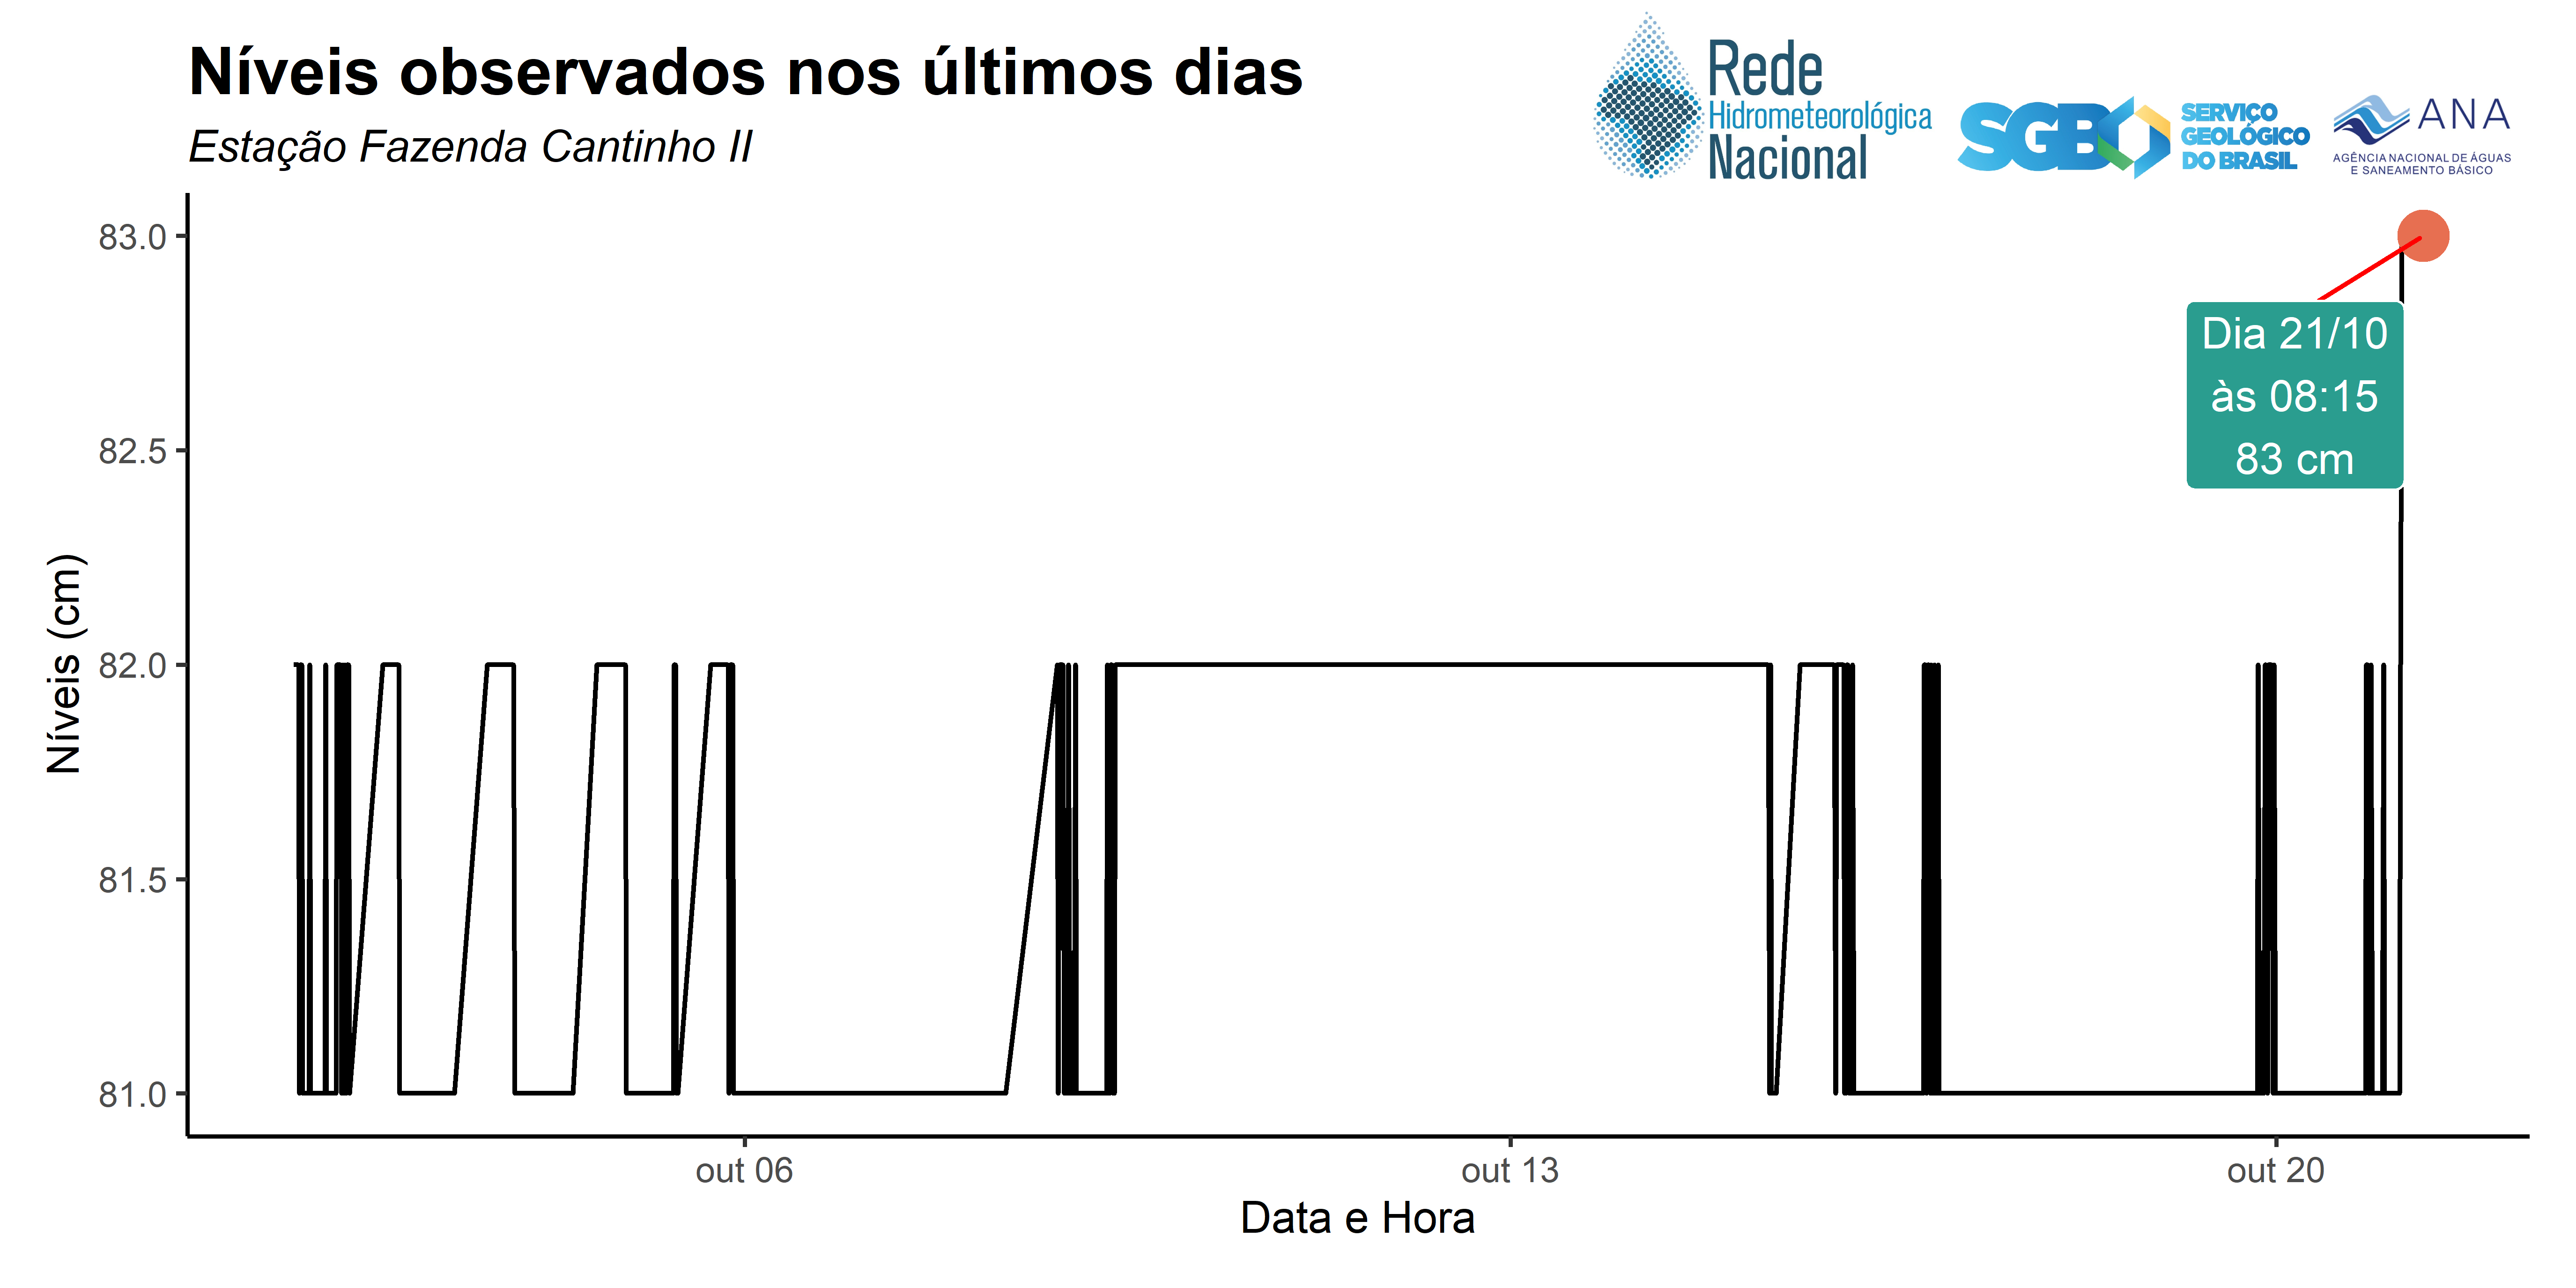 Níveis observados nos últimos dias
Estação Fazenda Cantinho II
Rede
Hidrometeorológica
Nacional
SGB
SERVIÇO
GEOLÓGICO
DO BRASIL
ANA
AGÊNCIA NACIONAL DE ÁGUAS
E SANEAMENTO BÁSICO
83.0
82.5
82.0
81.5
81.0
Níveis (cm)
Dia 21/10
às 08:15
83 cm
out 06
out 13
out 20
Data e Hora